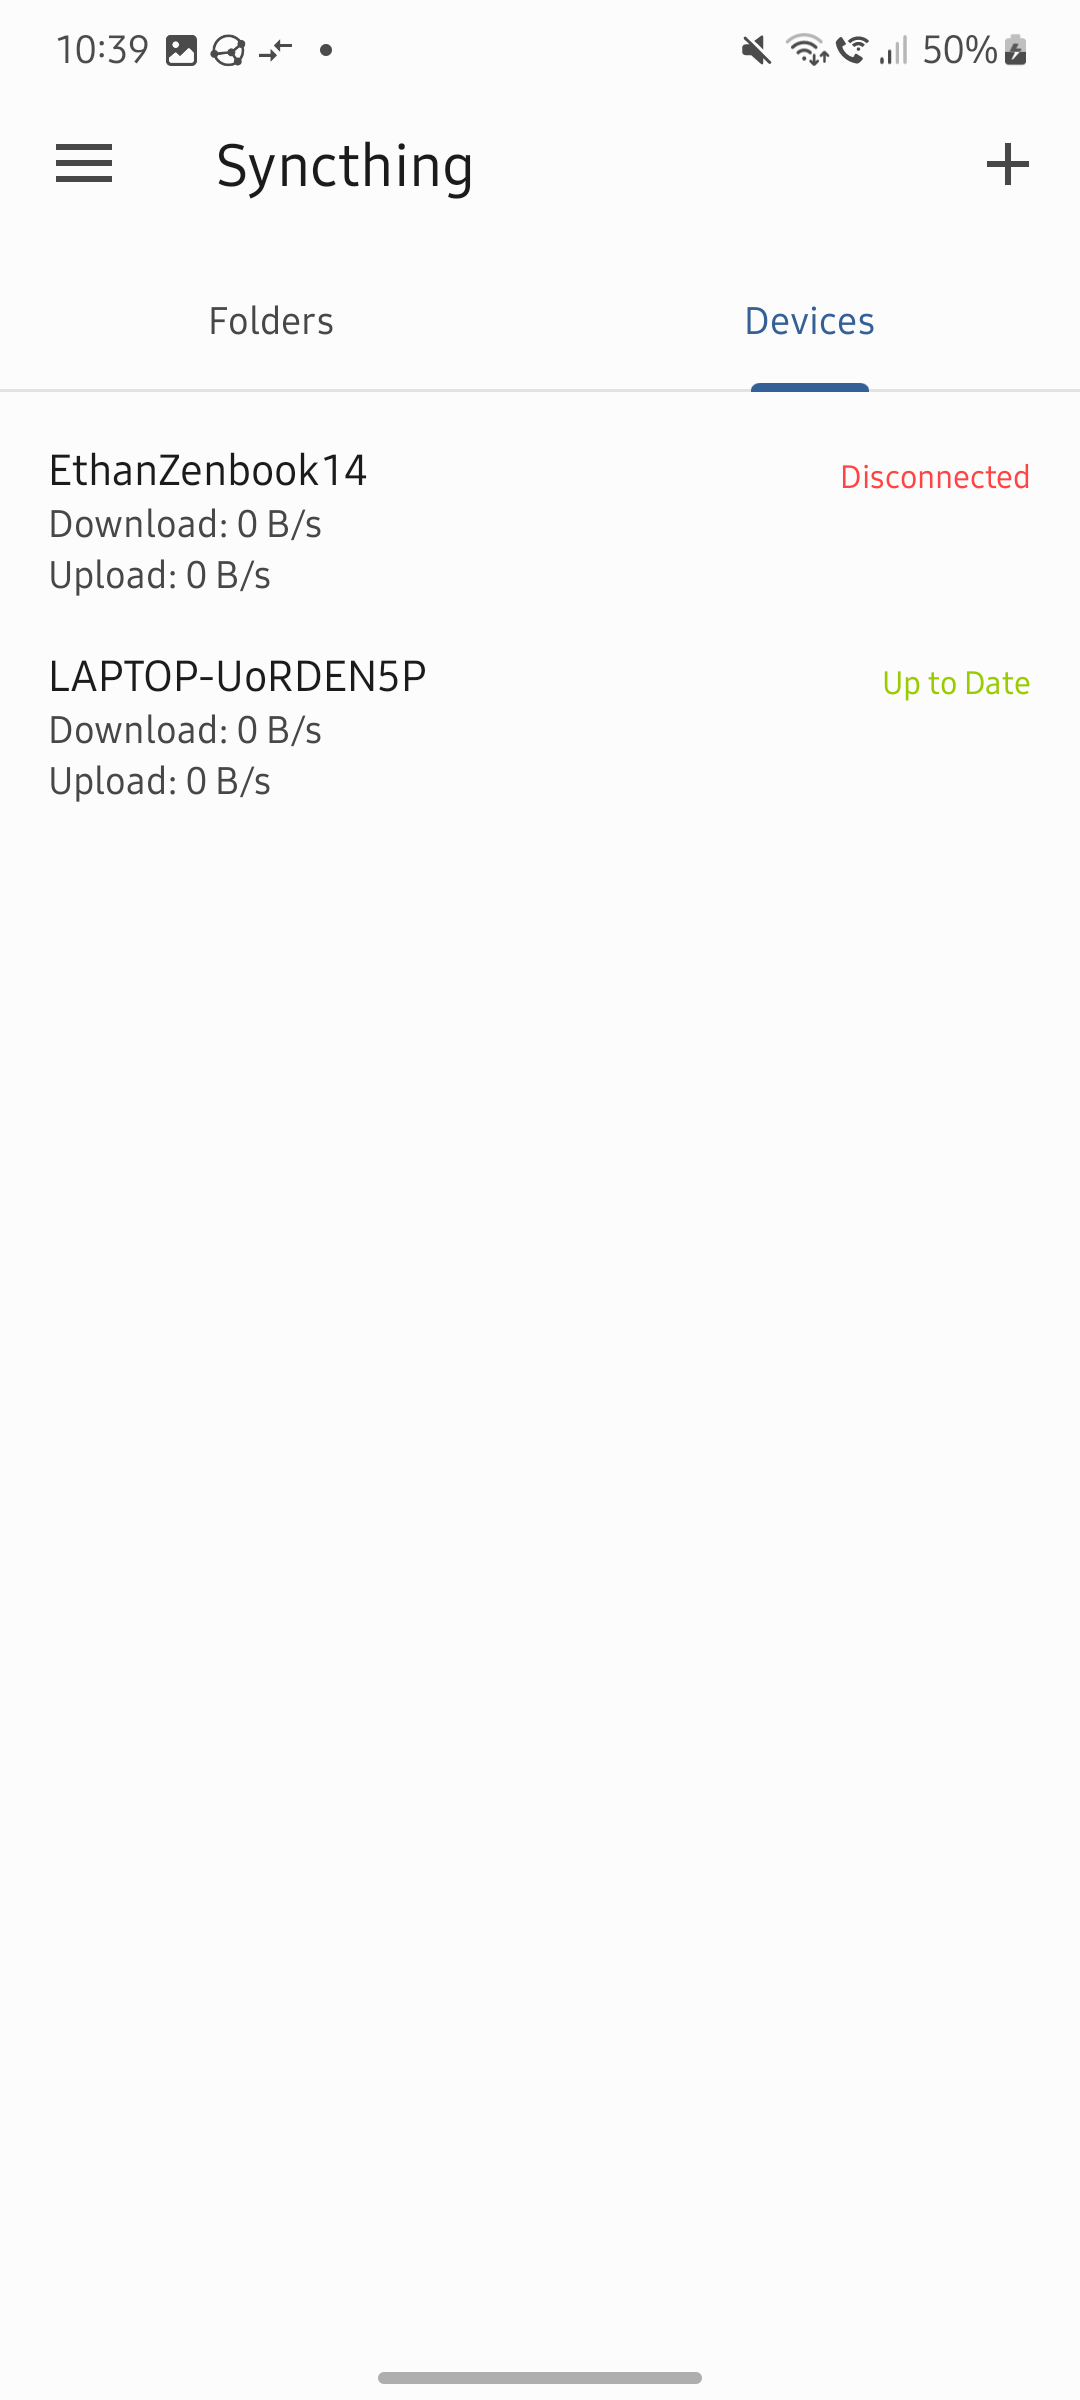 10:39 50%
Syncthing
Folders Devices
EthanZenbook14 Disconnected
Download: 0 B/s
Upload: 0 B/s
LAPTOP-UoRDEN5P Up to Date
Download: 0 B/s
Upload: 0 B/s